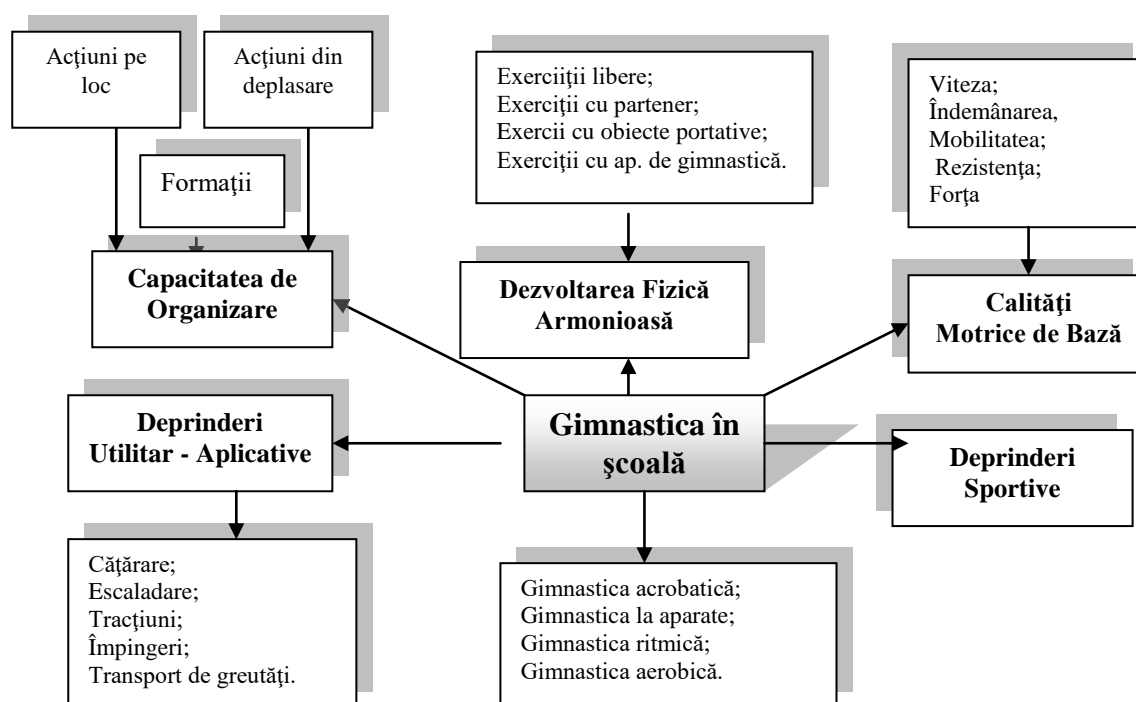 Acţiuni pe
loc
Acţiuni din
deplasare
Formaţii
Exerciiţii libere;
Exerciţii cu partener;
Exercii cu obiecte portative;
Exerciţii cu ap. de gimnastică.
Viteza;
Îndemânarea,
Mobilitatea;
Rezistenţa;
Forţa
Capacitatea de
Organizare
Dezvoltarea Fizică
Armonioasă
Calităţi
Motrice de Bază
Deprinderi
Utilitar - Aplicative
Gimnastica în
şcoală
Deprinderi
Sportive
Căţărare;
Escaladare;
Tracţiuni;
Împingeri;
Transport de greutăţi.
Gimnastica acrobatică;
Gimnastica la aparate;
Gimnastica ritmică;
Gimnastica aerobică.